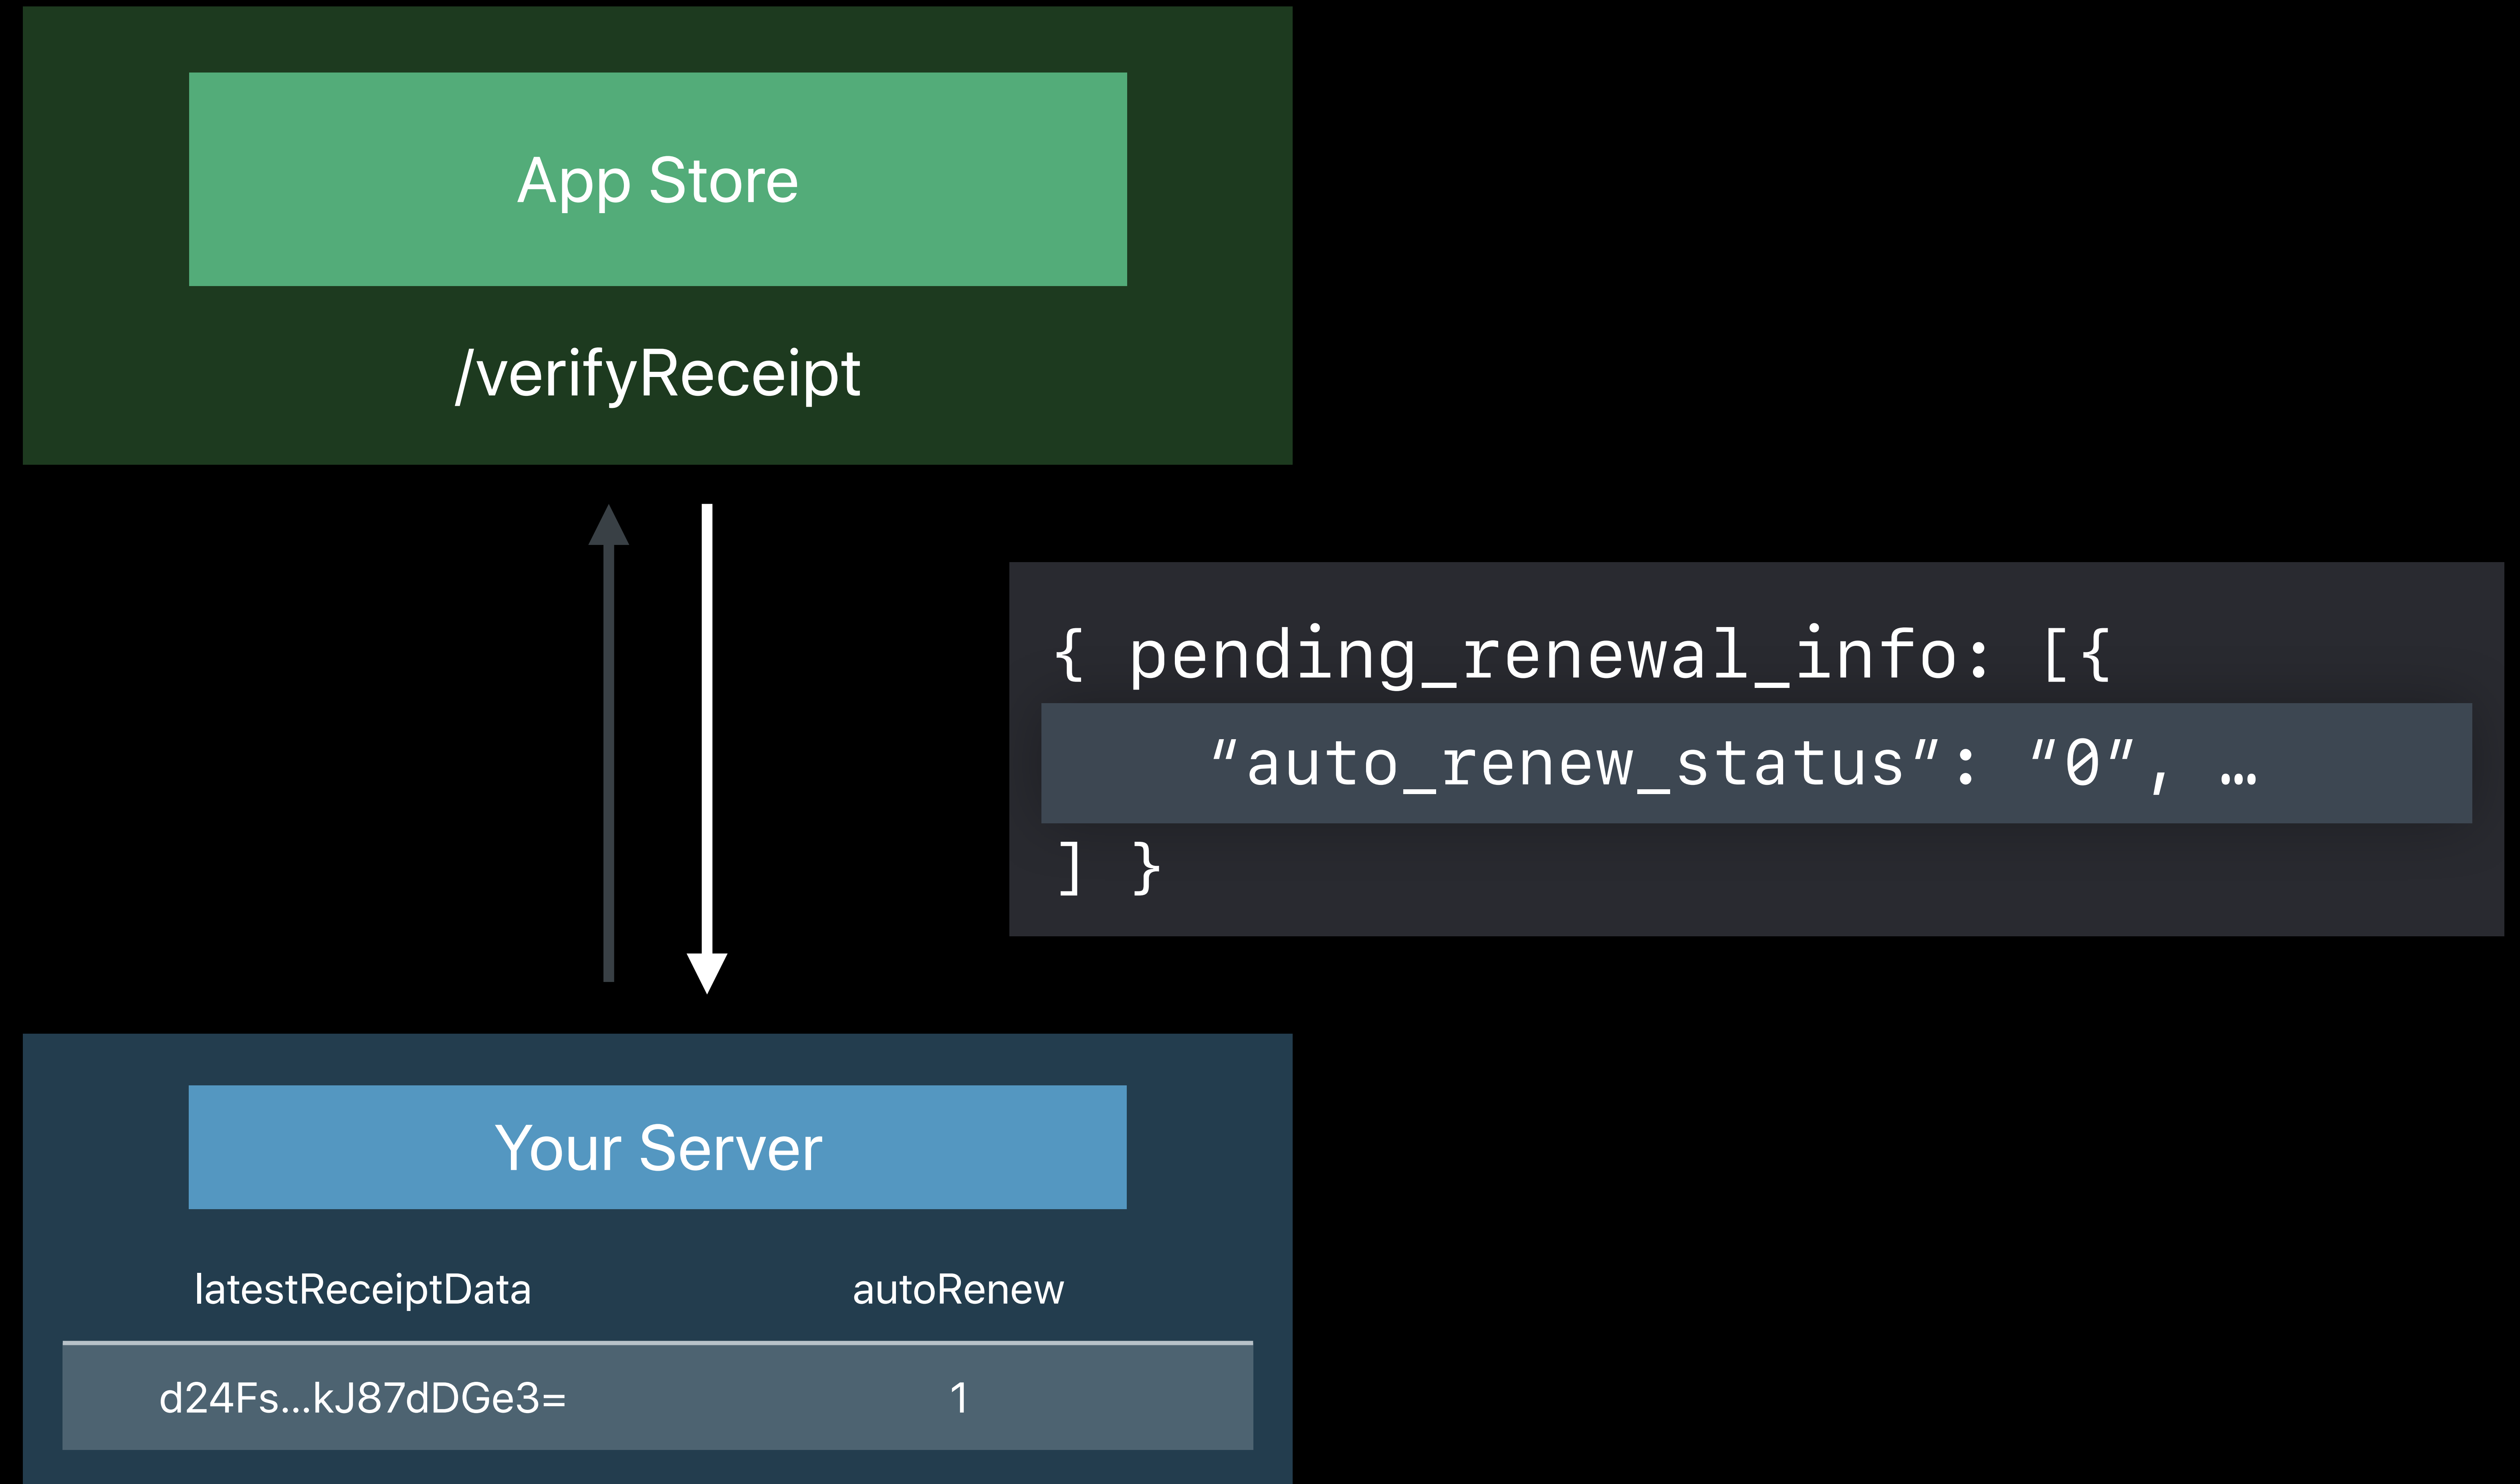 App Store
/verifyReceipt
{ pending_renewal_info: [{
“auto_renew_status”: “0”, …
] }
Your Server
latestReceiptData autoRenew
d24Fs...kJ87dDGe3= 1